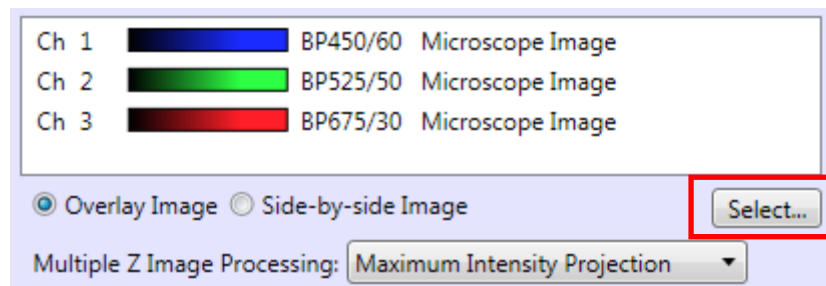 Ch 1 BP450/60 Microscope Image
Ch 2 BP525/50 Microscope Image
Ch 3 BP675/30 Microscope Image
Overlay Image Side-by-side Image Select...
Multiple Z Image Processing: Maximum Intensity Projection